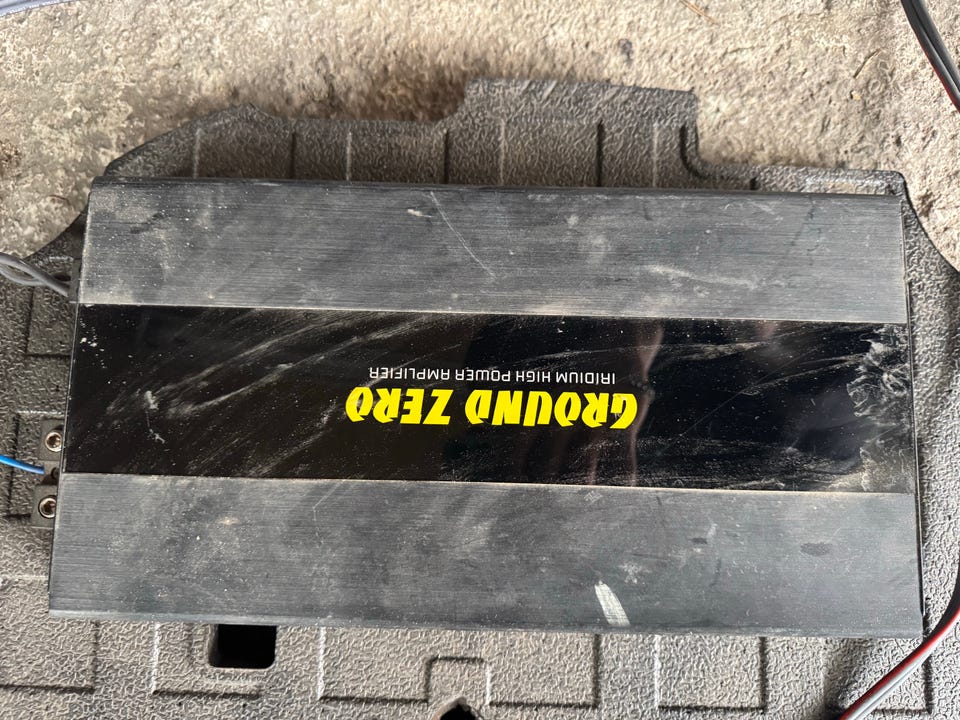 GROUND ZERO
IRIDIUM HIGH POWER AMPLIFIER